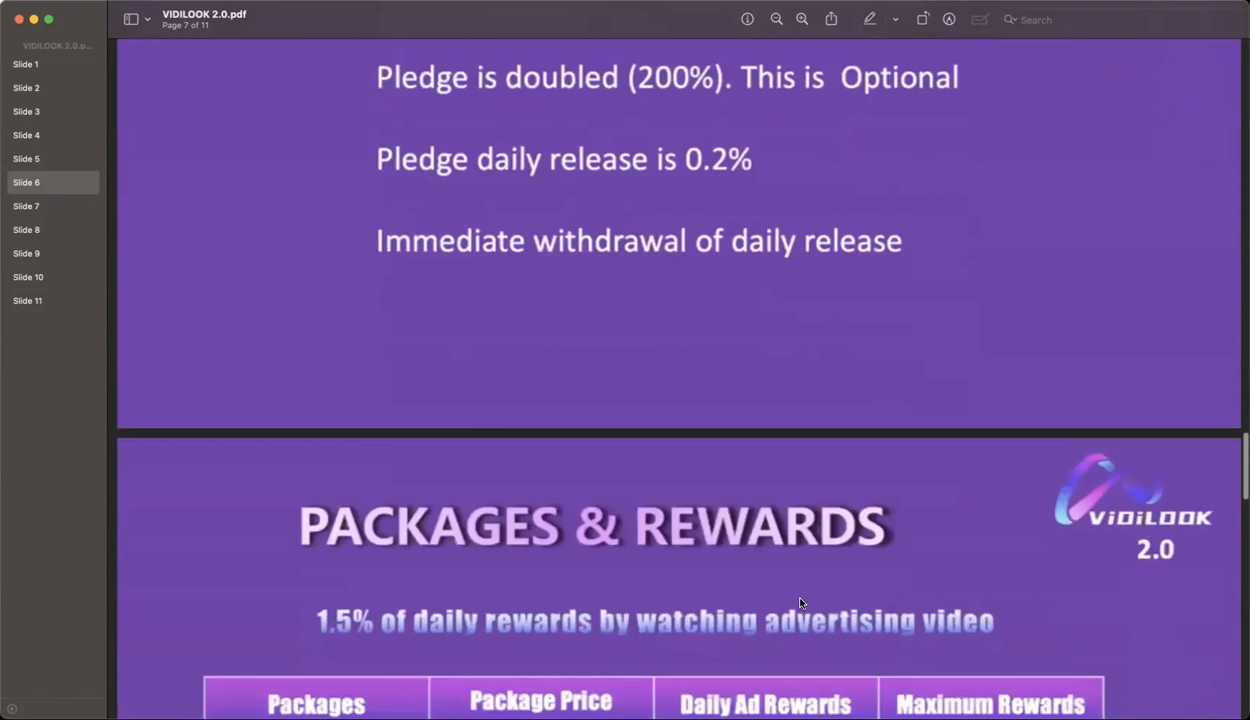 VIDILOOK 2.0.pdf
Page 7 of 11
Search
VIDILOOK 2.0.p...
Slide 1
Slide 2
Slide 3
Slide 4
Slide 5
Slide 6
Slide 7
Slide 8
Slide 9
Slide 10
Slide 11
Pledge is doubled (200%). This is Optional
Pledge daily release is 0.2%
Immediate withdrawal of daily release
PACKAGES & REWARDS
ViDiLOOK
2.0
1.5% of daily rewards by watching advertising video
Packages Package Price Daily Ad Rewards Maximum Rewards